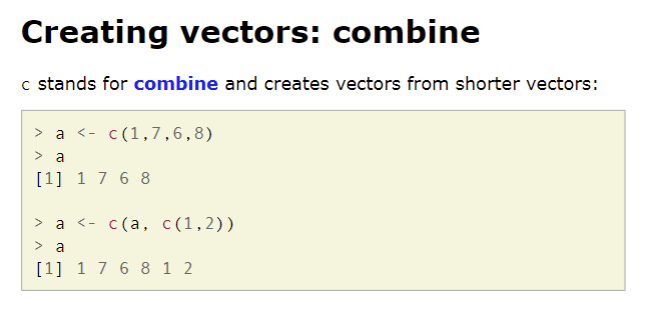 Creating vectors: combine
c stands for combine and creates vectors from shorter vectors:
> a <- c(1,7,6,8)
> a
[1] 1 7 6 8
> a <- c(a, c(1,2))
> a
[1] 1 7 6 8 1 2